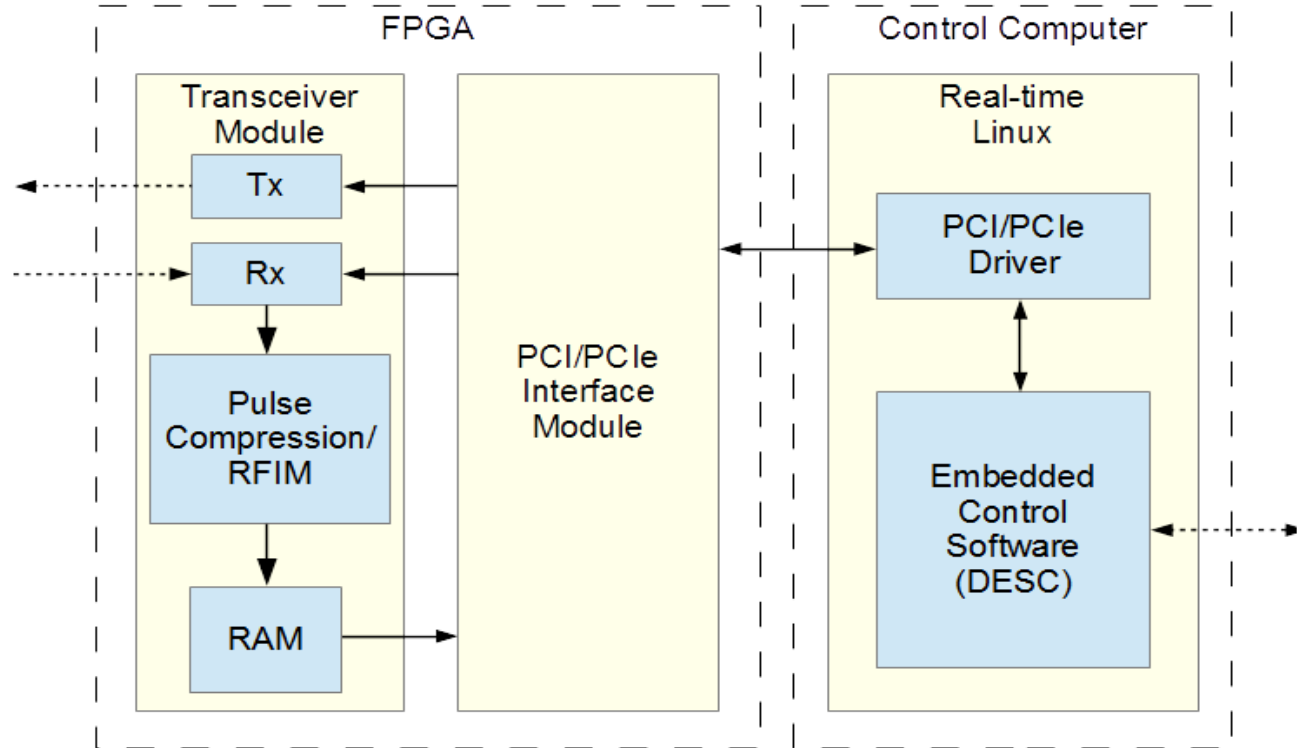 FPGA
Control Computer
Transceiver
Module
Tx
Rx
Pulse
Compression/
RFIM
RAM
PCI/PCIe
Interface
Module
Real-time
Linux
PCI/PCIe
Driver
Embedded
Control
Software
(DESC)